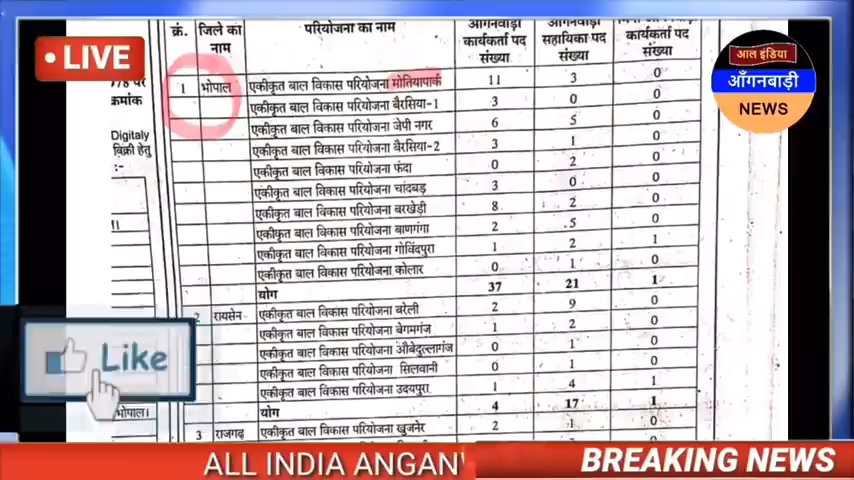 LIVE
आल इंडिया
आँगनबाड़ी
NEWS
क्रं. जिले का नाम परियोजना का नाम आंगनवाड़ी कार्यकर्ता पद संख्या आंगनवाड़ी सहायिका पद संख्या कार्यकर्ता पद संख्या
1 भोपाल एकीकृत बाल विकास परियोजना मोतियापार्क 11 3 0
एकीकृत बाल विकास परियोजना बैरसिया-1 3 0 0
एकीकृत बाल विकास परियोजना जेपी नगर 6 5 0
एकीकृत बाल विकास परियोजना बैरसिया-2 3 1 0
एकीकृत बाल विकास परियोजना फंदा 0 2 0
एकीकृत बाल विकास परियोजना चांदबड़ 3 0 0
एकीकृत बाल विकास परियोजना बरखेड़ी 8 2 0
एकीकृत बाल विकास परियोजना बाणगंगा 2 5 0
एकीकृत बाल विकास परियोजना गोविंदपुरा 1 2 1
एकीकृत बाल विकास परियोजना कोलार 0 1 0
योग 37 21 1
2 रायसेन एकीकृत बाल विकास परियोजना बरेली 2 9 0
एकीकृत बाल विकास परियोजना बेगमगंज 1 2 0
एकीकृत बाल विकास परियोजना औबेदुल्लागंज 0 1 0
एकीकृत बाल विकास परियोजना सिलवानी 0 1 0
एकीकृत बाल विकास परियोजना उदयपुरा 1 4 1
योग 4 17 1
3 राजगढ़ एकीकृत बाल विकास परियोजना खुजनेर 2 1 0
पर
क्रमांक
Digitaly
बिक्री हेतु
:-
Like
भोपाल।
ALL INDIA ANGAN
BREAKING NEWS